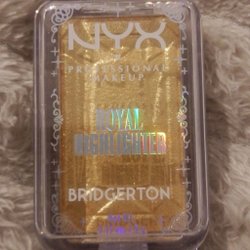 NYX
PROFESSIONAL
MAKEUP
ROYAL
HIGHLIGHTER
BRIDGERTON